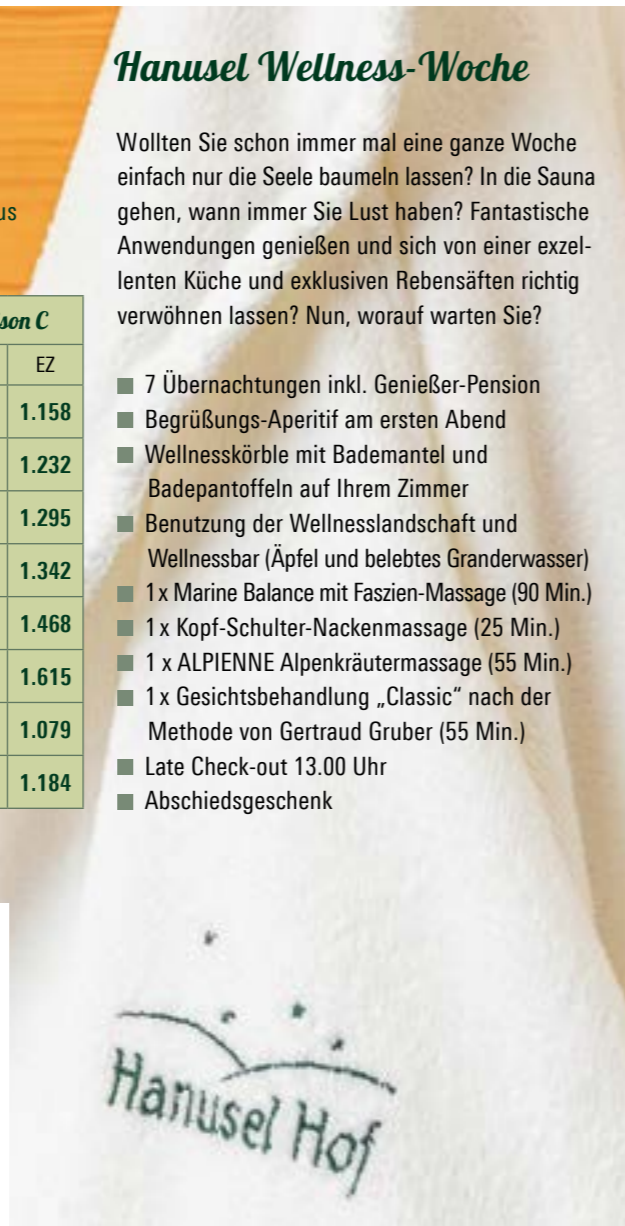 Hanusel Wellness-Woche
Wollten Sie schon immer mal eine ganze Woche
einfach nur die Seele baumeln lassen? In die Sauna
gehen, wann immer Sie Lust haben? Fantastische
Anwendungen genießen und sich von einer exzel-
lenten Küche und exklusiven Rebensäften richtig
verwöhnen lassen? Nun, worauf warten Sie?
■ 7 Übernachtungen inkl. Genießer-Pension
■ Begrüßungs-Aperitif am ersten Abend
■ Wellnesskörble mit Bademantel und
Badepantoffeln auf Ihrem Zimmer
■ Benutzung der Wellnesslandschaft und
Wellnessbar (Äpfel und belebtes Granderwasser)
■ 1x Marine Balance mit Faszien-Massage (90 Min.)
■ 1x Kopf-Schulter-Nackenmassage (25 Min.)
■ 1 x ALPIENNE Alpenkräutermassage (55 Min.)
■ 1x Gesichtsbehandlung „Classic“ nach der
Methode von Gertraud Gruber (55 Min.)
■ Late Check-out 13.00 Uhr
■ Abschiedsgeschenk
us
son C
EZ
1.158
1.232
1.295
1.342
1.468
1.615
1.079
1.184
Hanusel Hof